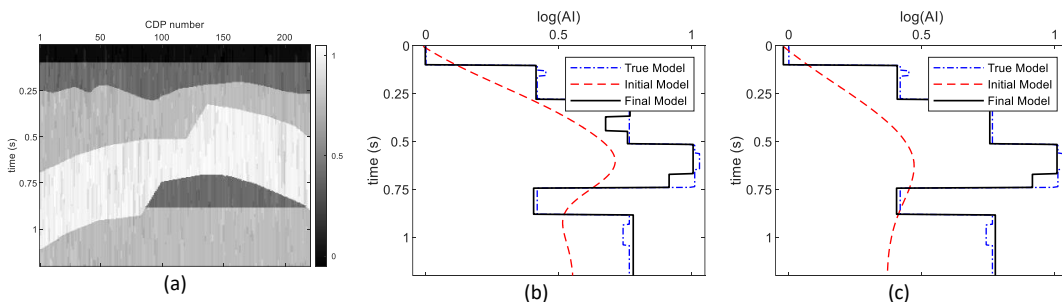 CDP number
1 50 100 150 200
0.25
0.5
0.75
1
time (s)
1
0.5
0
(a)
log(AI)
0 0.5 1
0
0.25
0.5
0.75
1
time (s)
True Model
Initial Model
Final Model
(b)
log(AI)
0 0.5 1
0
0.25
0.5
0.75
1
time (s)
True Model
Initial Model
Final Model
(c)